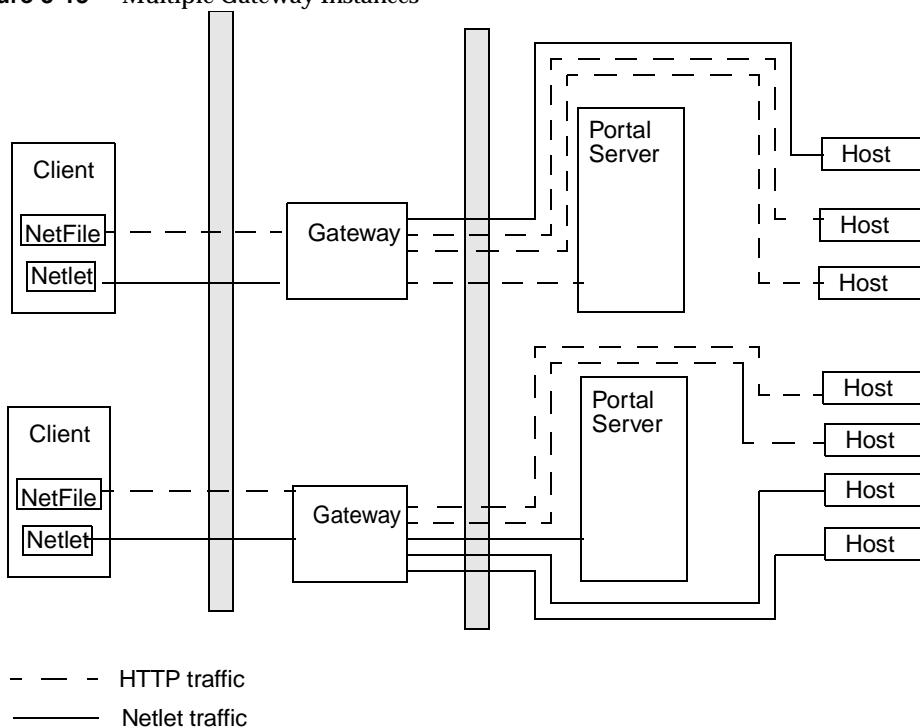 Multiple Gateway Instances
Client
NetFile
Netlet
Gateway
Portal
Server
Host
Host
Host
Client
NetFile
Netlet
Gateway
Portal
Server
Host
Host
Host
Host
HTTP traffic
Netlet traffic